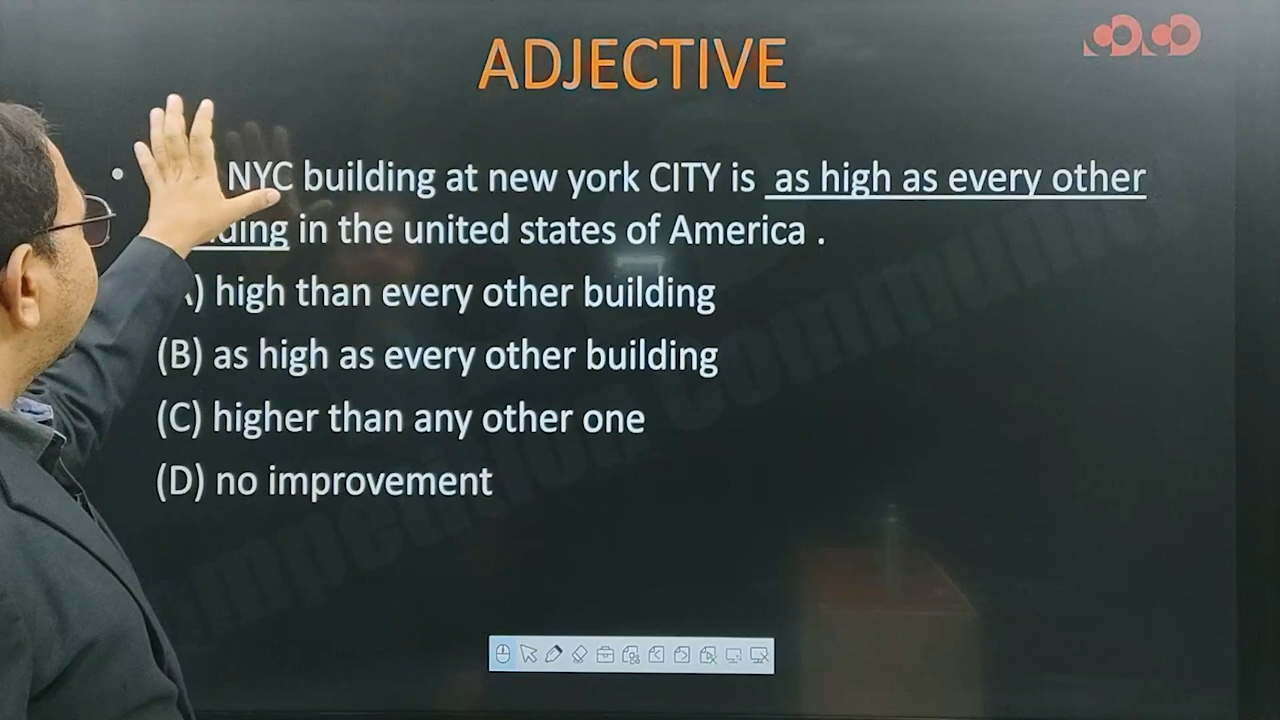 ADJECTIVE
• NYC building at new york CITY is as high as every other
in the united states of America .
) high than every other building
(B) as high as every other building
(C) higher than any other one
(D) no improvement